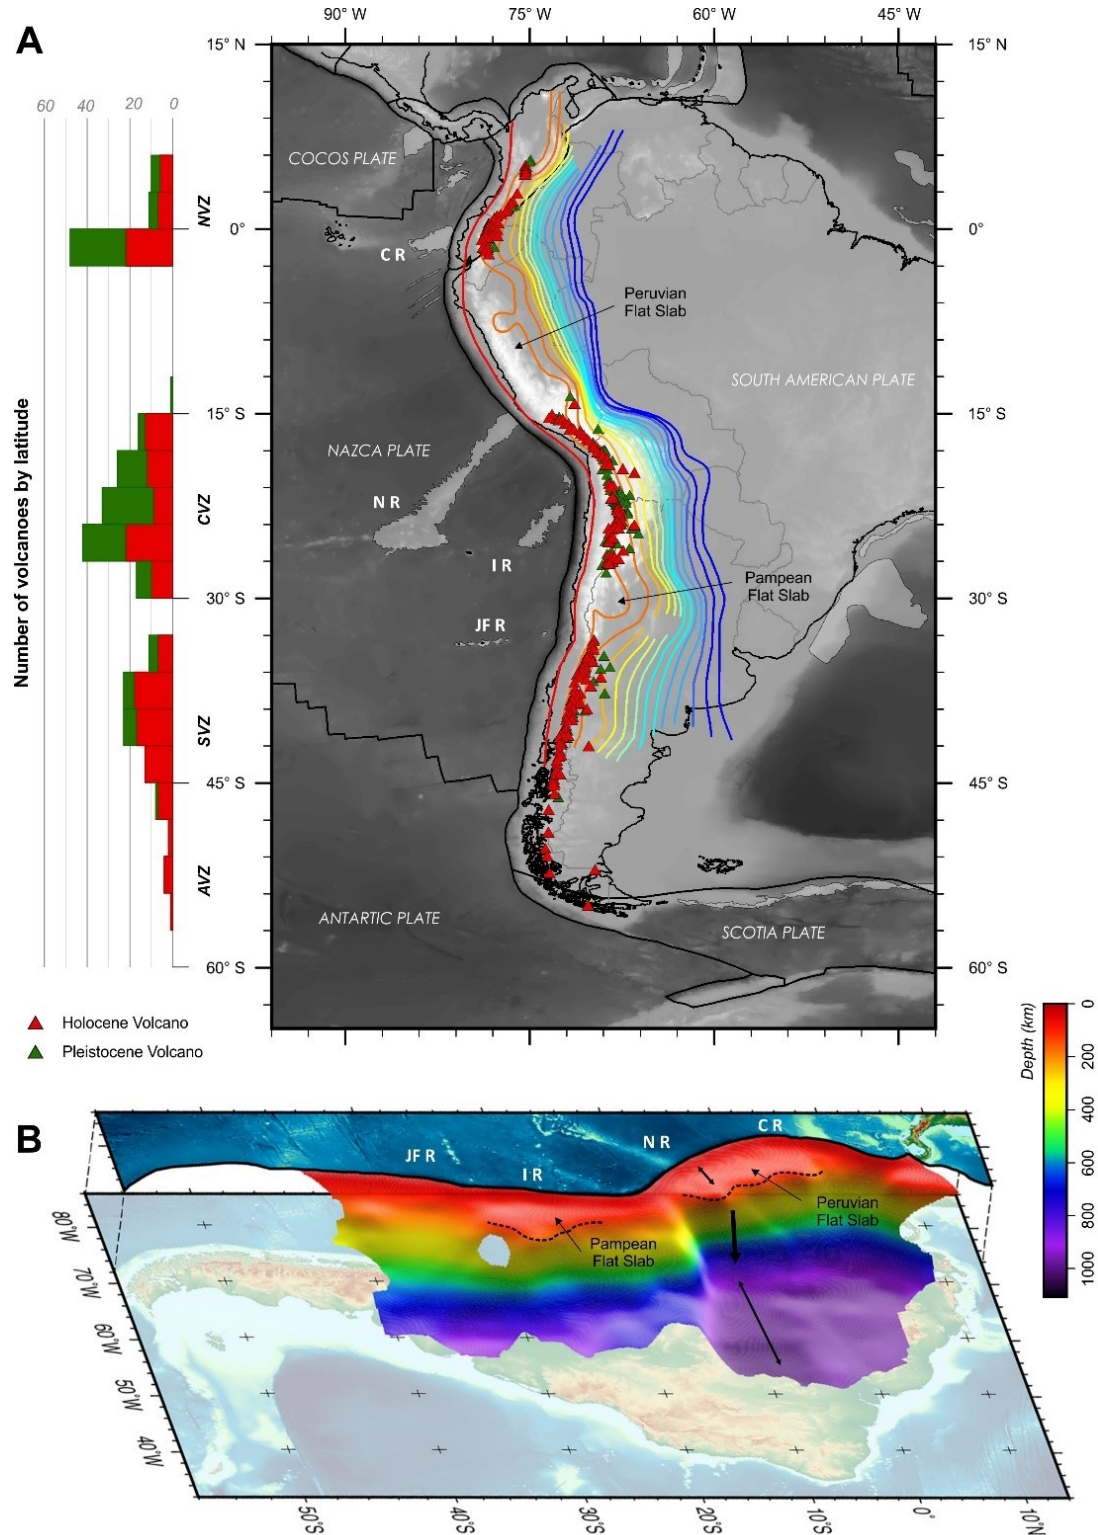 A
90° W 75° W 60° W 45° W
15° N 15° N
60 40 20 0
COCOS PLATE
NVZ
0° 0°
C R
Peruvian
Flat Slab
SOUTH AMERICAN PLATE
15° S 15° S
Number of volcanoes by latitude
NAZCA PLATE
N R
CVZ
I R
Pampean
Flat Slab
30° S 30° S
JF R
SVZ
45° S 45° S
AVZ
ANTARTIC PLATE
SCOTIA PLATE
60° S 60° S
Holocene Volcano
Pleistocene Volcano
Depth (km)
0
200
400
600
800
1000
B
C R
N R
JF R
I R
Peruvian
Flat Slab
Pampean
Flat Slab
80°W
70°W
60°W
50°W
40°W
50°S 40°S 30°S 20°S 10°S 0° 10°N